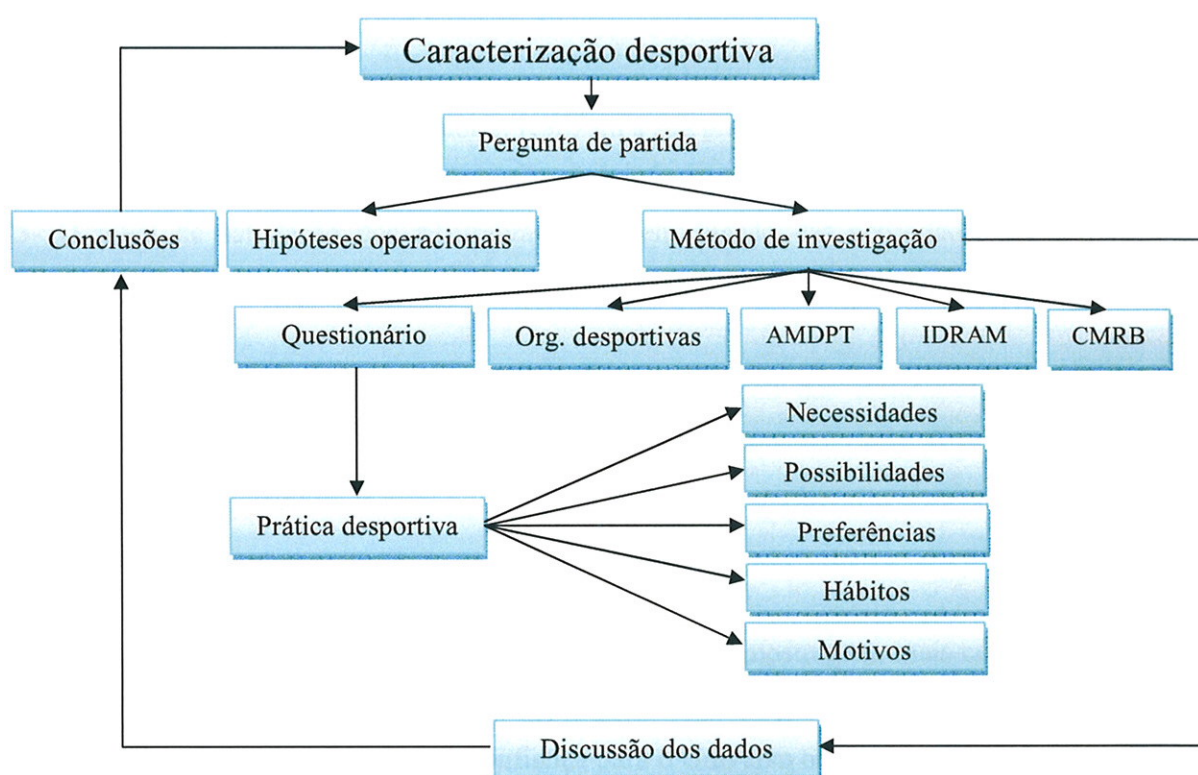 Caracterização desportiva
Pergunta de partida
Conclusões
Hipóteses operacionais
Método de investigação
Questionário
Org. desportivas
AMDPT
IDRAM
CMRB
Necessidades
Possibilidades
Prática desportiva
Preferências
Hábitos
Motivos
Discussão dos dados